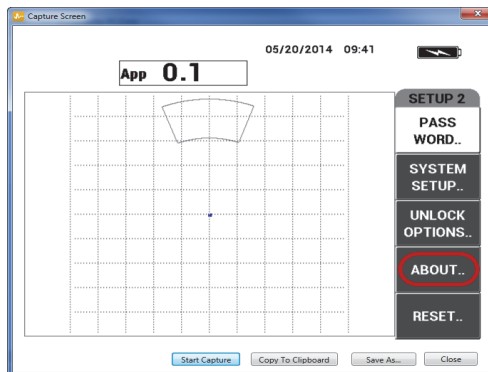 Capture Screen
05/20/2014 09:41
App 0.1
SETUP 2
PASS
WORD..
SYSTEM
SETUP..
UNLOCK
OPTIONS..
ABOUT..
RESET..
Start Capture Copy To Clipboard Save As... Close